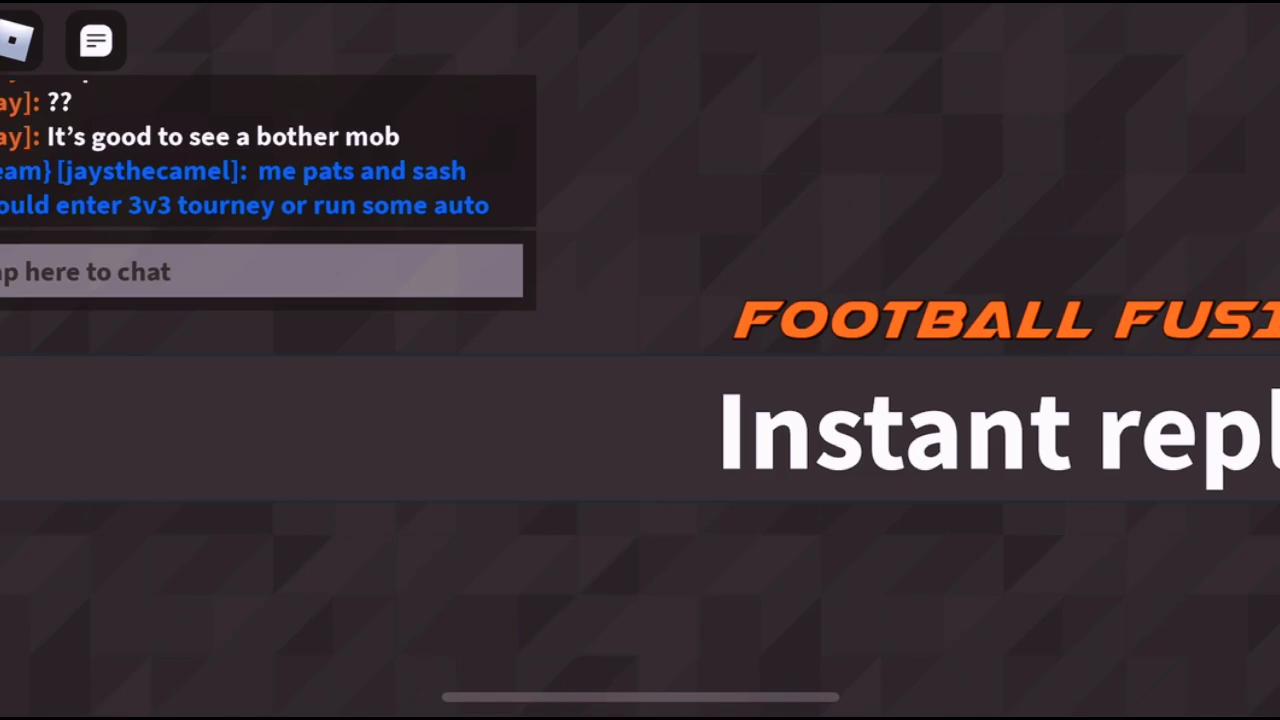 ay]: ??
ay]: It’s good to see a bother mob
eam} [jaysthecamel]: me pats and sash
ould enter 3v3 tourney or run some auto
ap here to chat
FOOTBALL FUSI
Instant repl